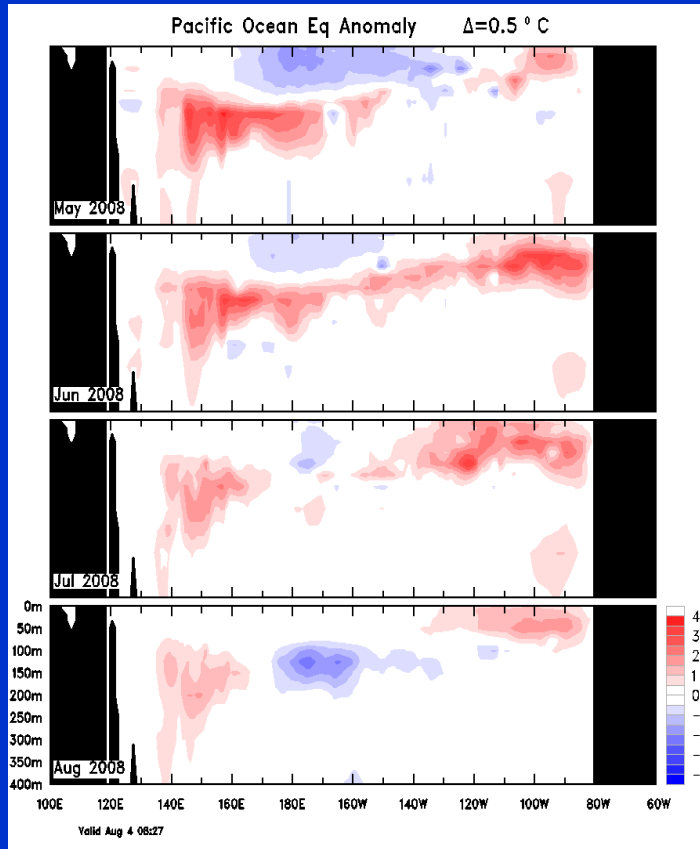 Pacific Ocean Eq Anomaly Δ=0.5 ° C
May 2008
Jun 2008
Jul 2008
0m
50m
100m
150m
200m
250m
300m
350m
400m
Aug 2008
4
3
2
1
0
100E 120E 140E 160E 180E 160W 140W 120W 100W 80W 60W
Valid Aug 4 08:27